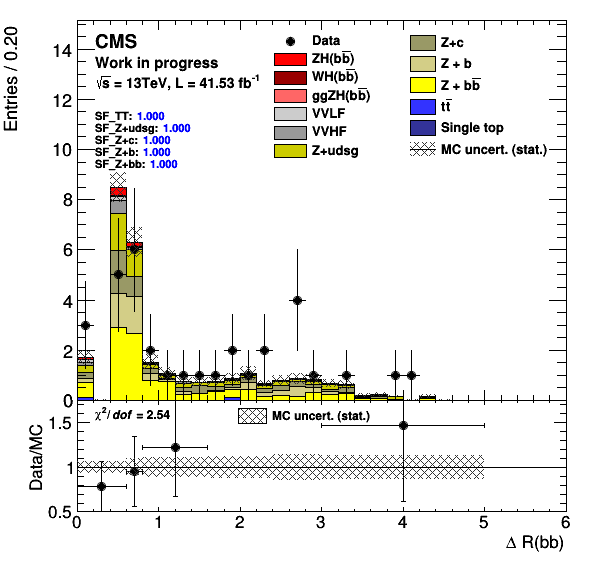 Entries / 0.20
14
12
10
8
6
4
2
0
CMS
Work in progress
√s = 13TeV, L = 41.53 fb⁻¹
SF_TT: 1.000
SF_Z+udsg: 1.000
SF_Z+c: 1.000
SF_Z+b: 1.000
SF_Z+bb: 1.000
Data
ZH(bb̅)
WH(bb̅)
ggZH(bb̅)
VVLF
VVHF
Z+udsg
Z+c
Z + b
Z + bb̅
tt̅
Single top
MC uncert. (stat.)
Data/MC
1.5
1
0.5
χ²/ dof = 2.54
MC uncert. (stat.)
0 1 2 3 4 5 6
Δ R(bb)